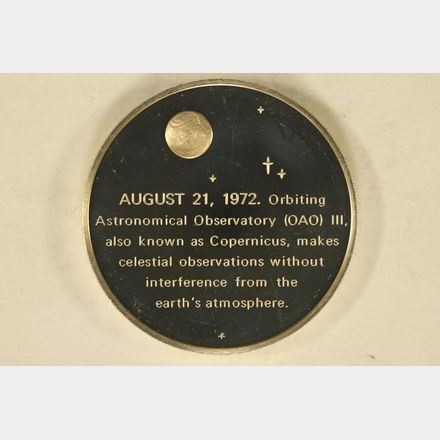 AUGUST 21, 1972. Orbiting
Astronomical Observatory (OAO) III,
also known as Copernicus, makes
celestial observations without
interference from the
earth's atmosphere.